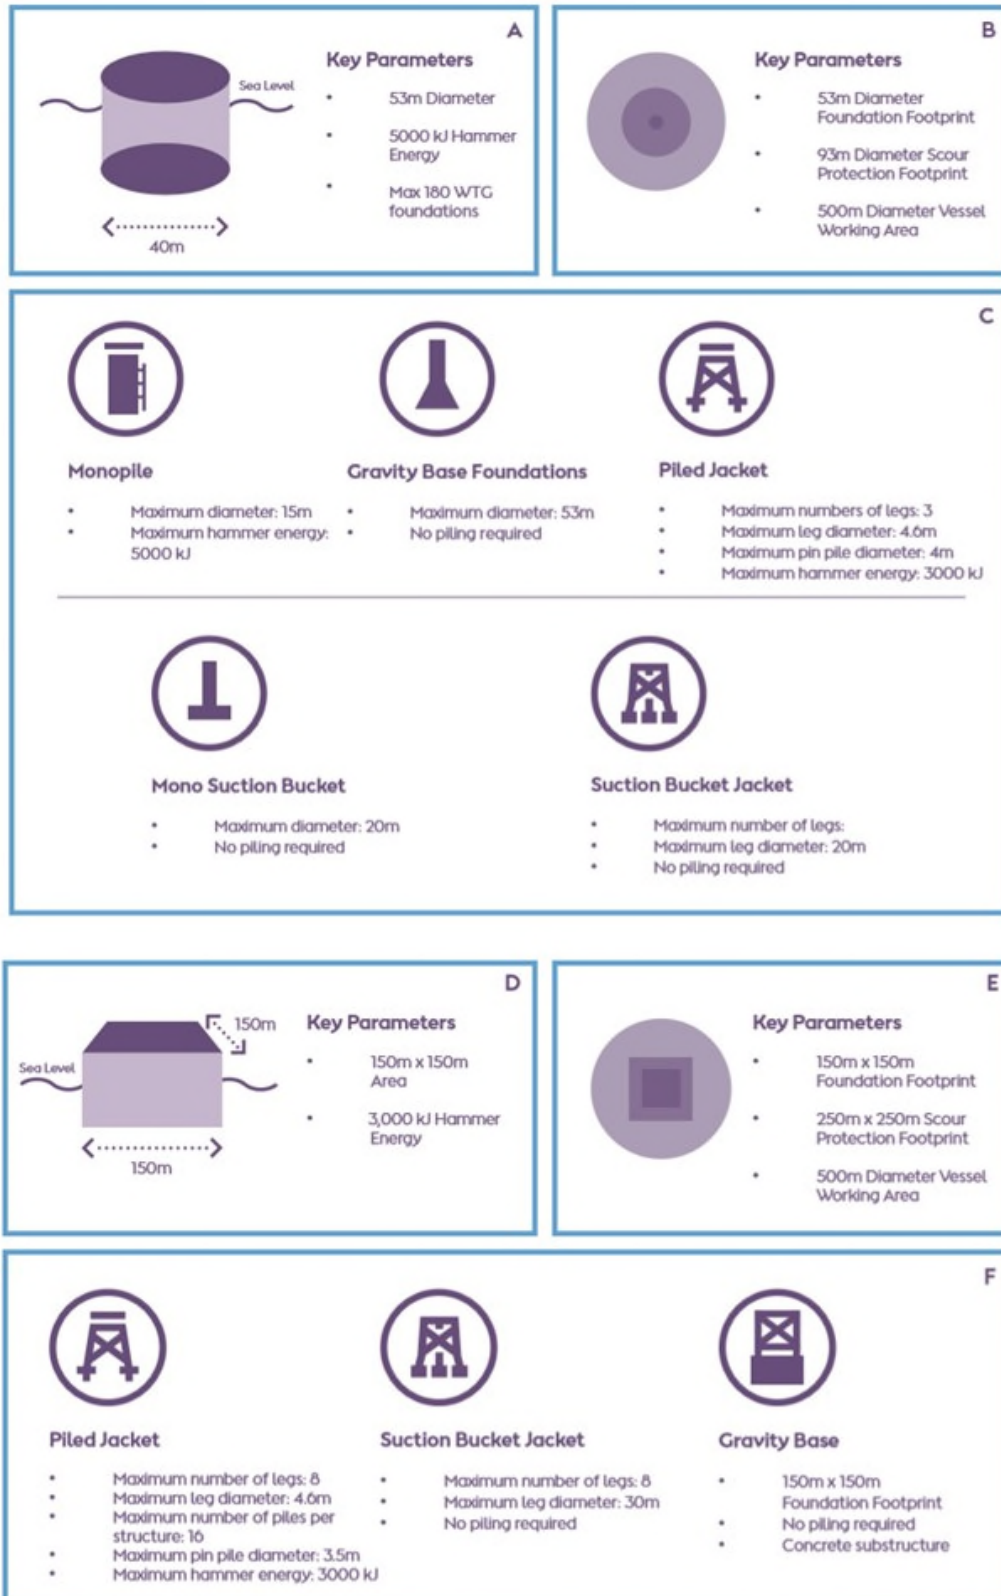 A
Sea Level
40m
Key Parameters
• 53m Diameter
• 5000 kJ Hammer
Energy
• Max 180 WTG
foundations
B
Key Parameters
• 53m Diameter
Foundation Footprint
• 93m Diameter Scour
Protection Footprint
• 500m Diameter Vessel
Working Area
C
Monopile
• Maximum diameter: 15m
• Maximum hammer energy:
5000 kJ
Gravity Base Foundations
• Maximum diameter: 53m
• No piling required
Piled Jacket
• Maximum numbers of legs: 3
• Maximum leg diameter: 4.6m
• Maximum pin pile diameter: 4m
• Maximum hammer energy: 3000 kJ
Mono Suction Bucket
• Maximum diameter: 20m
• No piling required
Suction Bucket Jacket
• Maximum number of legs:
• Maximum leg diameter: 20m
• No piling required
D
150m
Sea Level
150m
Key Parameters
• 150m x 150m
Area
• 3,000 kJ Hammer
Energy
E
Key Parameters
• 150m x 150m
Foundation Footprint
• 250m x 250m Scour
Protection Footprint
• 500m Diameter Vessel
Working Area
F
Piled Jacket
• Maximum number of legs: 8
• Maximum leg diameter: 4.6m
• Maximum number of piles per
structure: 16
• Maximum pin pile diameter: 3.5m
• Maximum hammer energy: 3000 kJ
Suction Bucket Jacket
• Maximum number of legs: 8
• Maximum leg diameter: 30m
• No piling required
Gravity Base
• 150m x 150m
Foundation Footprint
• No piling required
• Concrete substructure